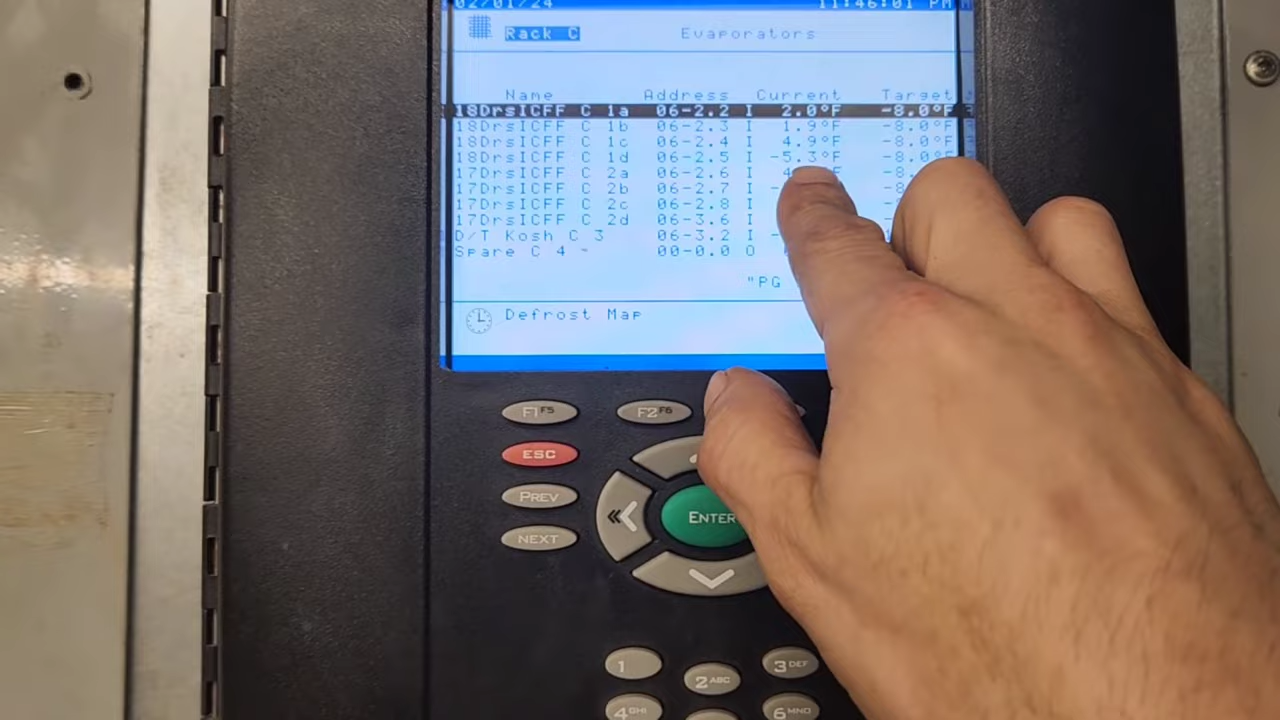 02/01/24 11:46:01 PM
Rack C Evaporators
Name Address Current Target
18DrsICFF C 1a 06-2.2 I 2.0°F -8.0°F
18DrsICFF C 1b 06-2.3 I 1.9°F -8.0°F
18DrsICFF C 1c 06-2.4 I 4.9°F -8.0°F
18DrsICFF C 1d 06-2.5 I -5.3°F -8.0°F
17DrsICFF C 2a 06-2.6 I
17DrsICFF C 2b 06-2.7 I
17DrsICFF C 2c 06-2.8 I
17DrsICFF C 2d 06-3.6 I
D/T Kosh C 3 06-3.2 I
Spare C 4 ~ 00-0.0 O
"PG
Defrost Map
F1 F5 F2 F6
ESC
PREV
ENTER
NEXT
1 2 ABC 3 DEF
4 GHI 6 MNO